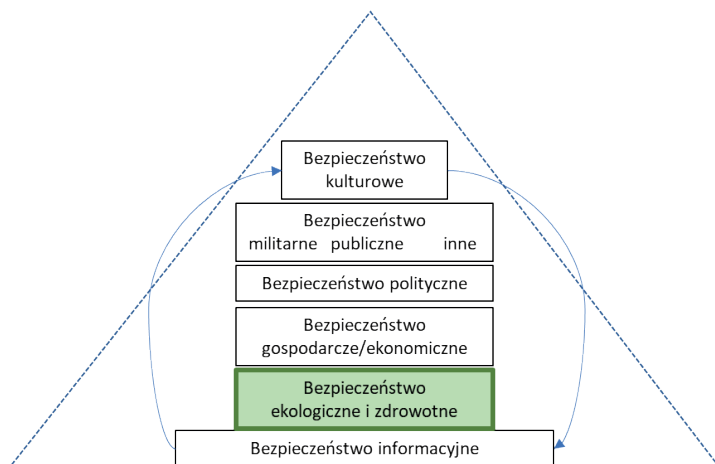 Bezpieczeństwo
kulturowe
Bezpieczeństwo
militarne publiczne inne
Bezpieczeństwo polityczne
Bezpieczeństwo
gospodarcze/ekonomiczne
Bezpieczeństwo
ekologiczne i zdrowotne
Bezpieczeństwo informacyjne